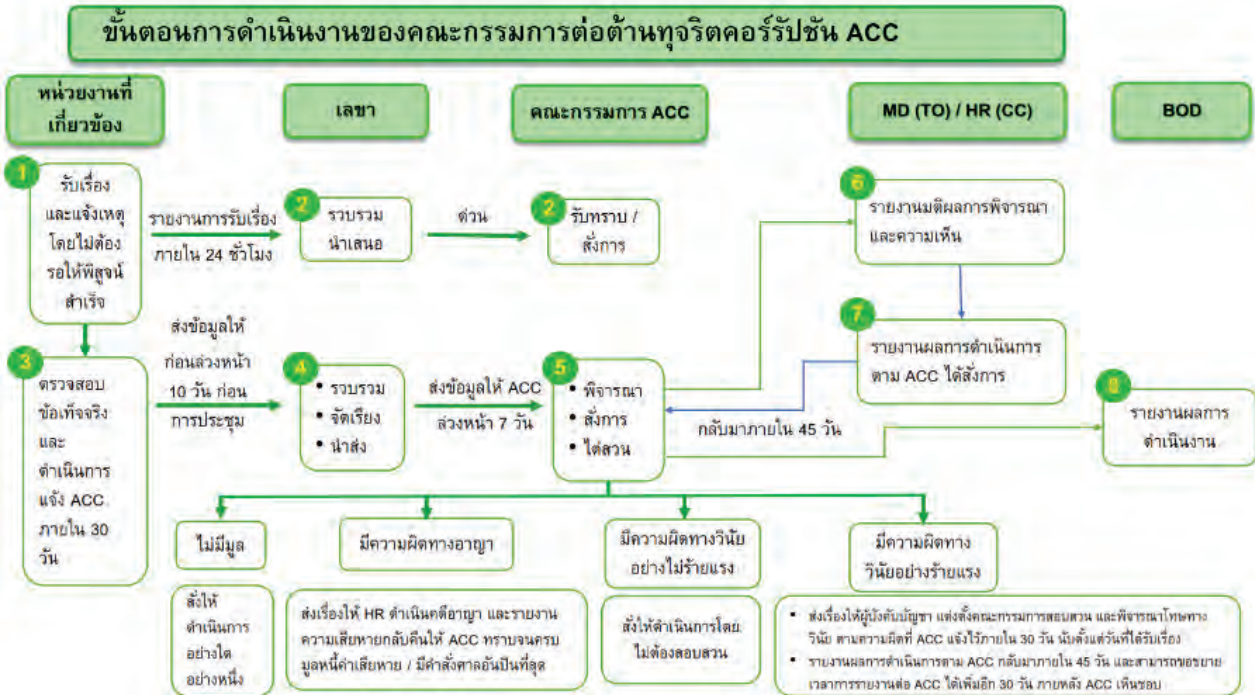 ขั้นตอนการดำเนินงานของคณะกรรมการต่อต้านทุจริตคอร์รัปชัน ACC
หน่วยงานที่
เกี่ยวข้อง
เลขา
คณะกรรมการ ACC
MD (TO) / HR (CC)
BOD
1
รับเรื่อง
และแจ้งเหตุ
โดยไม่ต้อง
รอให้พิสูจน์
สำเร็จ
รายงานการรับเรื่อง
ภายใน 24 ชั่วโมง
2
รวบรวม
นำเสนอ
ด่วน
2
รับทราบ /
สั่งการ
6
รายงานมติผลการพิจารณา
และความเห็น
3
ตรวจสอบ
ข้อเท็จจริง
และ
ดำเนินการ
แจ้ง ACC
ภายใน 30
วัน
ส่งข้อมูลให้
ก่อนล่วงหน้า
10 วัน ก่อน
การประชุม
4
• รวบรวม
• จัดเรียง
• นำส่ง
ส่งข้อมูลให้ ACC
ล่วงหน้า 7 วัน
5
• พิจารณา
• สั่งการ
• ไต่สวน
7
รายงานผลการดำเนินการ
ตาม ACC ได้สั่งการ
กลับมาภายใน 45 วัน
8
รายงานผลการ
ดำเนินงาน
ไม่มีมูล
มีความผิดทางอาญา
มีความผิดทางวินัย
อย่างไม่ร้ายแรง
มีความผิดทาง
วินัยอย่างร้ายแรง
สั่งให้
ดำเนินการ
อย่างใด
อย่างหนึ่ง
ส่งเรื่องให้ HR ดำเนินคดีอาญา และรายงาน
ความเสียหายกลับคืนให้ ACC ทราบจนครบ
มูลหนี้ค่าเสียหาย / มีคำสั่งศาลอันเป็นที่สุด
สั่งให้ดำเนินการโดย
ไม่ต้องสอบสวน
▪ ส่งเรื่องให้ผู้บังคับบัญชา แต่งตั้งคณะกรรมการสอบสวน และพิจารณาโทษทาง
วินัย ตามความผิดที่ ACC แจ้งไว้ภายใน 30 วัน นับตั้งแต่วันที่ได้รับเรื่อง
▪ รายงานผลการดำเนินการตาม ACC กลับมาภายใน 45 วัน และสามารถขอขยาย
เวลาการรายงานต่อ ACC ได้เพิ่มอีก 30 วัน ภายหลัง ACC เห็นชอบ